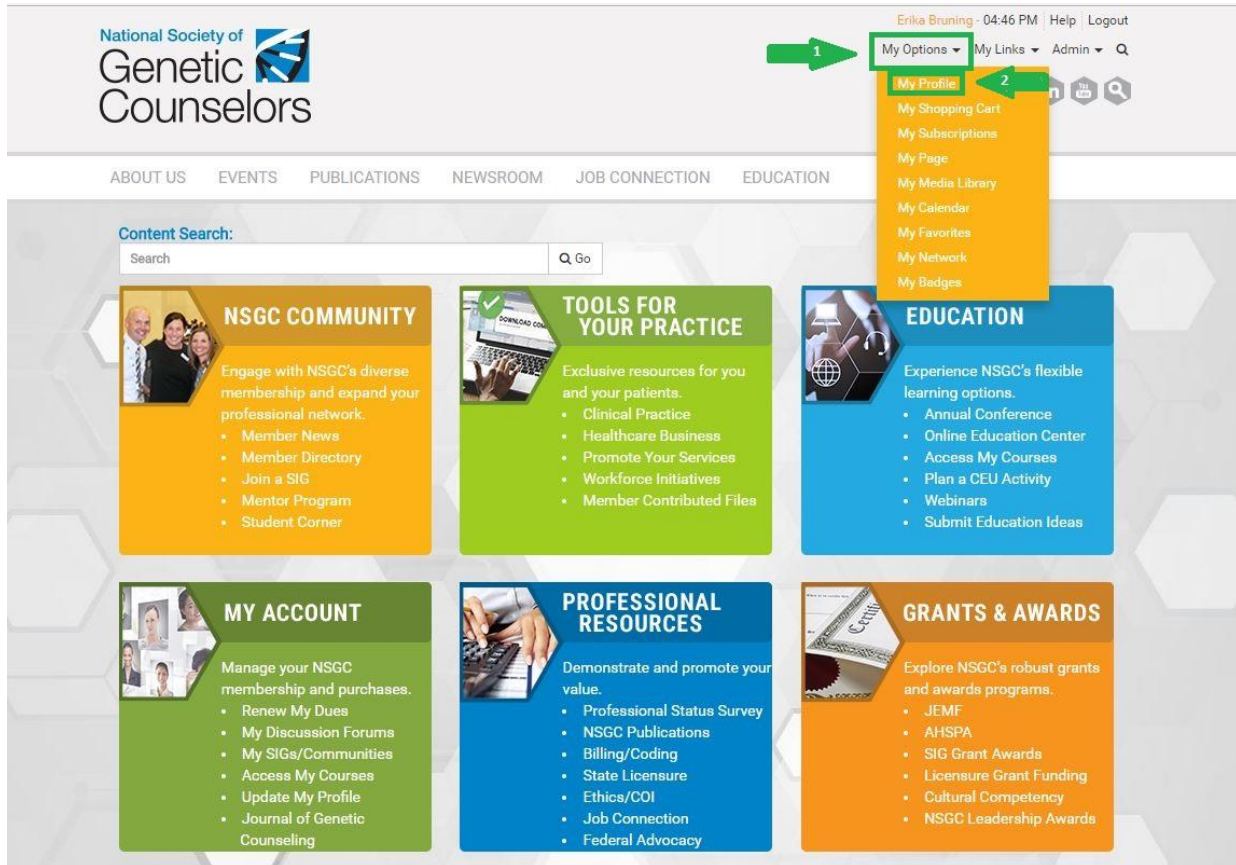 Erika Bruning - 04:46 PM Help Logout
National Society of
Genetic
Counselors
1
My Options My Links Admin
My Profile
2
in You Tube
My Shopping Cart
My Subscriptions
My Page
My Media Library
My Calendar
My Favorites
My Network
My Badges
ABOUT US EVENTS PUBLICATIONS NEWSROOM JOB CONNECTION EDUCATION
Content Search:
Search Go
NSGC COMMUNITY
Engage with NSGC's diverse
membership and expand your
professional network.
• Member News
• Member Directory
• Join a SIG
• Mentor Program
• Student Corner
DOWNLOAD COM
TOOLS FOR
YOUR PRACTICE
Exclusive resources for you
and your patients.
• Clinical Practice
• Healthcare Business
• Promote Your Services
• Workforce Initiatives
• Member Contributed Files
EDUCATION
Experience NSGC's flexible
learning options.
• Annual Conference
• Online Education Center
• Access My Courses
• Plan a CEU Activity
• Webinars
• Submit Education Ideas
MY ACCOUNT
Manage your NSGC
membership and purchases.
• Renew My Dues
• My Discussion Forums
• My SIGs/Communities
• Access My Courses
• Update My Profile
• Journal of Genetic
Counseling
PROFESSIONAL
RESOURCES
Demonstrate and promote your
value.
• Professional Status Survey
• NSGC Publications
• Billing/Coding
• State Licensure
• Ethics/COI
• Job Connection
• Federal Advocacy
Certific
GRANTS & AWARDS
Explore NSGC's robust grants
and awards programs.
• JEMF
• AHSPA
• SIG Grant Awards
• Licensure Grant Funding
• Cultural Competency
• NSGC Leadership Awards